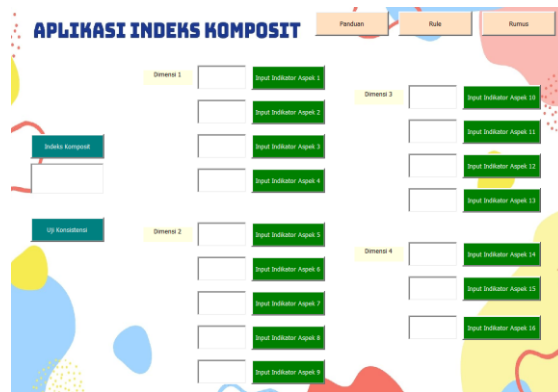 APLIKASI INDEKS KOMPOSIT
Panduan
Rule
Rumus
Dimensi 1
Input Indikator Aspek 1
Input Indikator Aspek 2
Input Indikator Aspek 3
Input Indikator Aspek 4
Indeks Komposit
Uji Konsistensi
Dimensi 2
Input Indikator Aspek 5
Input Indikator Aspek 6
Input Indikator Aspek 7
Input Indikator Aspek 8
Input Indikator Aspek 9
Dimensi 3
Input Indikator Aspek 10
Input Indikator Aspek 11
Input Indikator Aspek 12
Input Indikator Aspek 13
Dimensi 4
Input Indikator Aspek 14
Input Indikator Aspek 15
Input Indikator Aspek 16